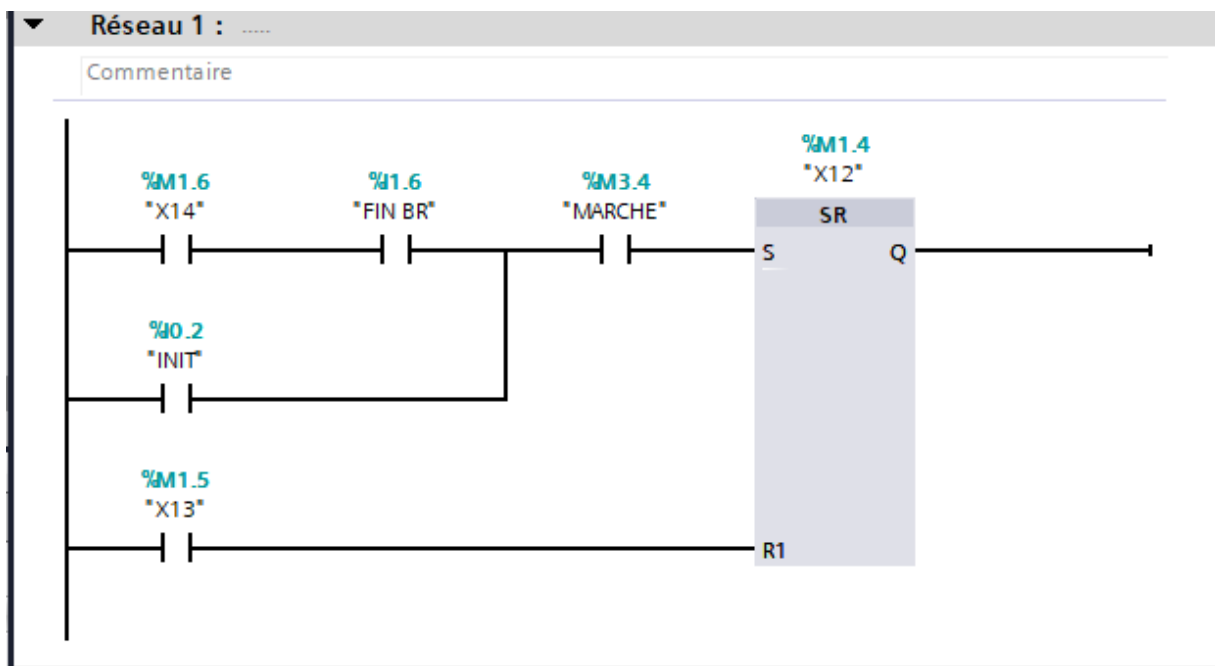 Réseau 1 : .....
Commentaire
%M1.4
"X12"
%M1.6 %I1.6 %M3.4
"X14" "FIN BR" "MARCHE"
SR
S Q
%I0.2
"INIT"
%M1.5
"X13"
R1